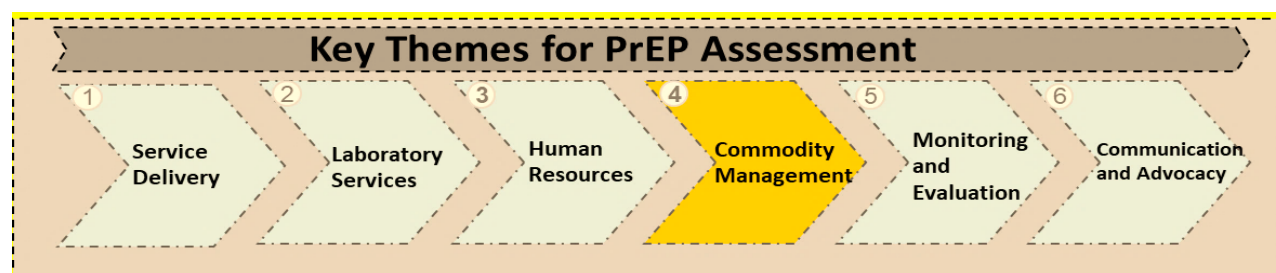 Key Themes for PrEP Assessment
1
Service
Delivery
2
Laboratory
Services
3
Human
Resources
4
Commodity
Management
5
Monitoring
and
Evaluation
6
Communication
and Advocacy